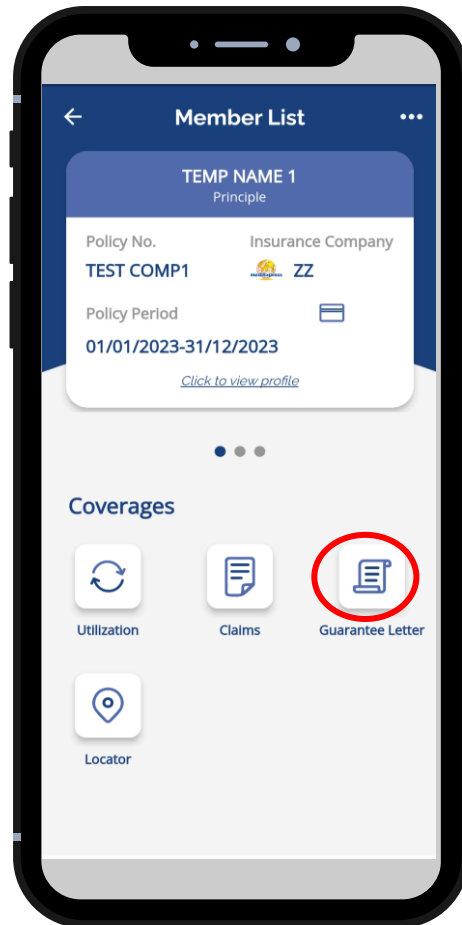 Member List
TEMP NAME 1
Principle
Policy No.
Insurance Company
TEST COMP1
ZZ
Policy Period
01/01/2023-31/12/2023
Click to view profile
Coverages
Utilization
Claims
Guarantee Letter
Locator